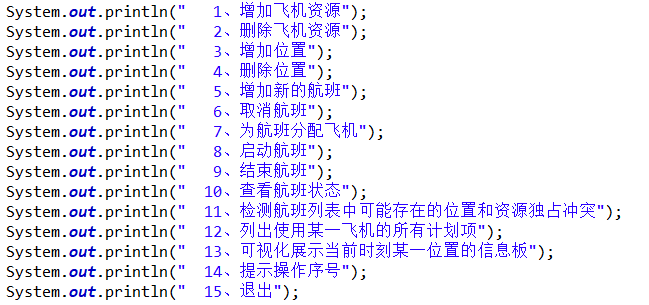 System.out.println("   1、增加飞机资源");
System.out.println("   2、删除飞机资源");
System.out.println("   3、增加位置");
System.out.println("   4、删除位置");
System.out.println("   5、增加新的航班");
System.out.println("   6、取消航班");
System.out.println("   7、为航班分配飞机");
System.out.println("   8、启动航班");
System.out.println("   9、结束航班");
System.out.println("  10、查看航班状态");
System.out.println("  11、检测航班列表中可能存在的位置和资源独占冲突");
System.out.println("  12、列出使用某一飞机的所有计划项");
System.out.println("  13、可视化展示当前时刻某一位置的信息板");
System.out.println("  14、提示操作序号");
System.out.println("  15、退出");